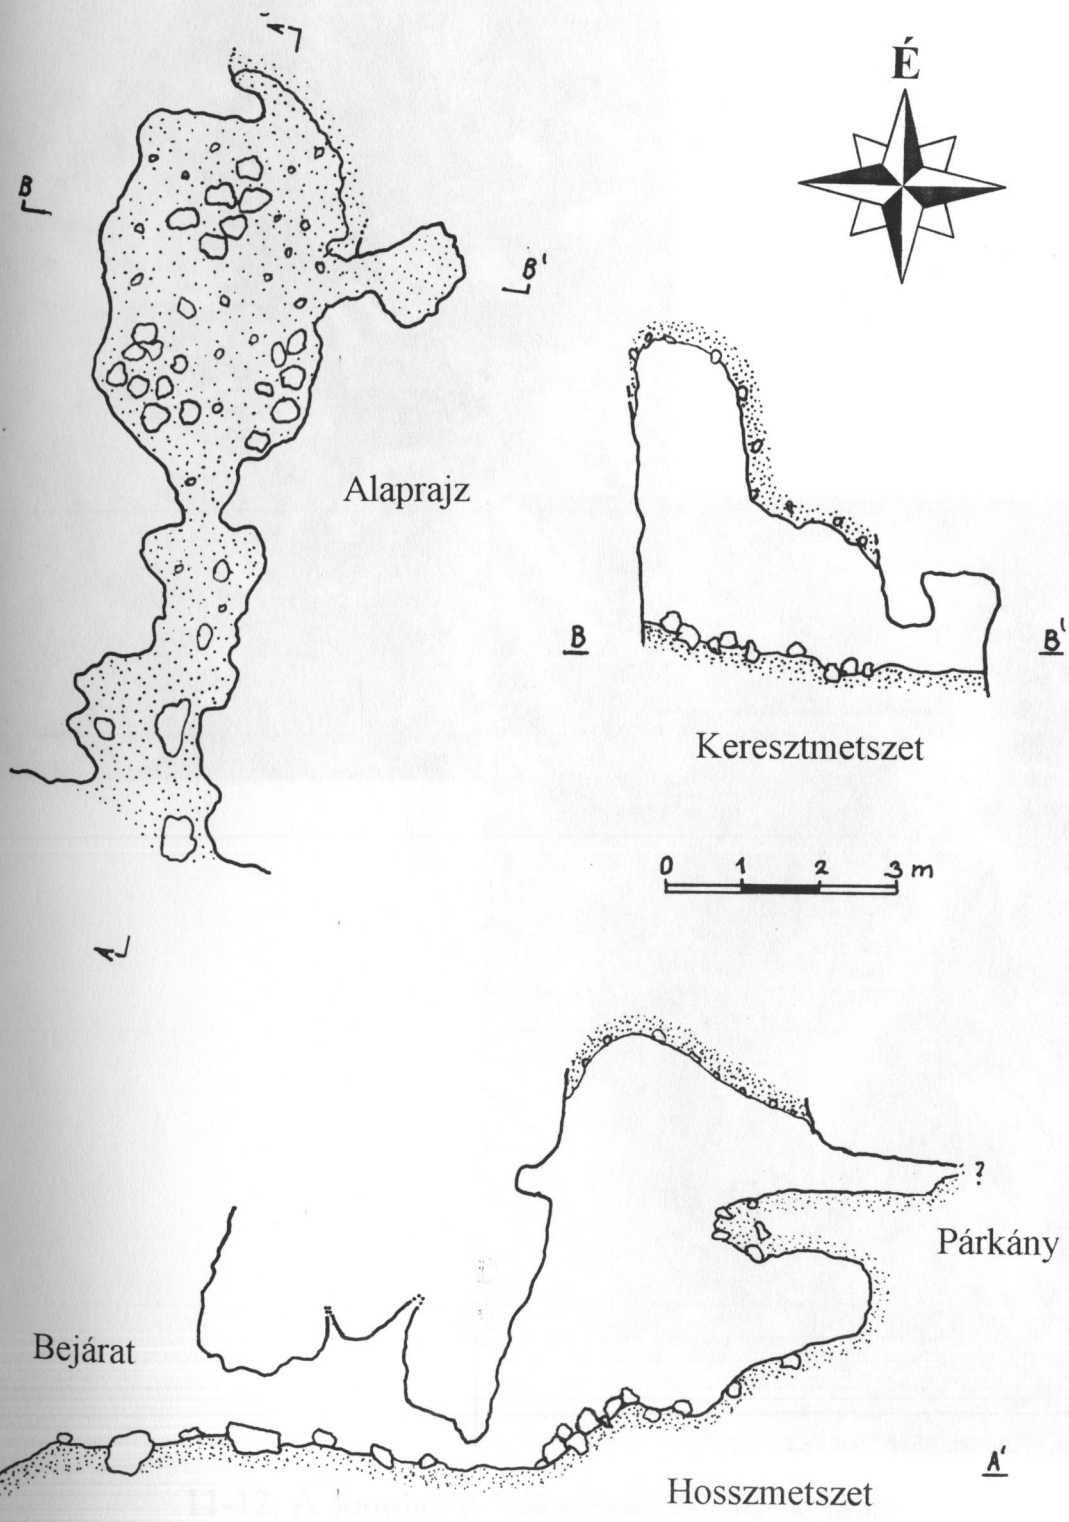 É
B
B'
Alaprajz
B
B'
Keresztmetszet
0 1 2 3 m
?
Párkány
Bejárat
A'
Hosszmetszet